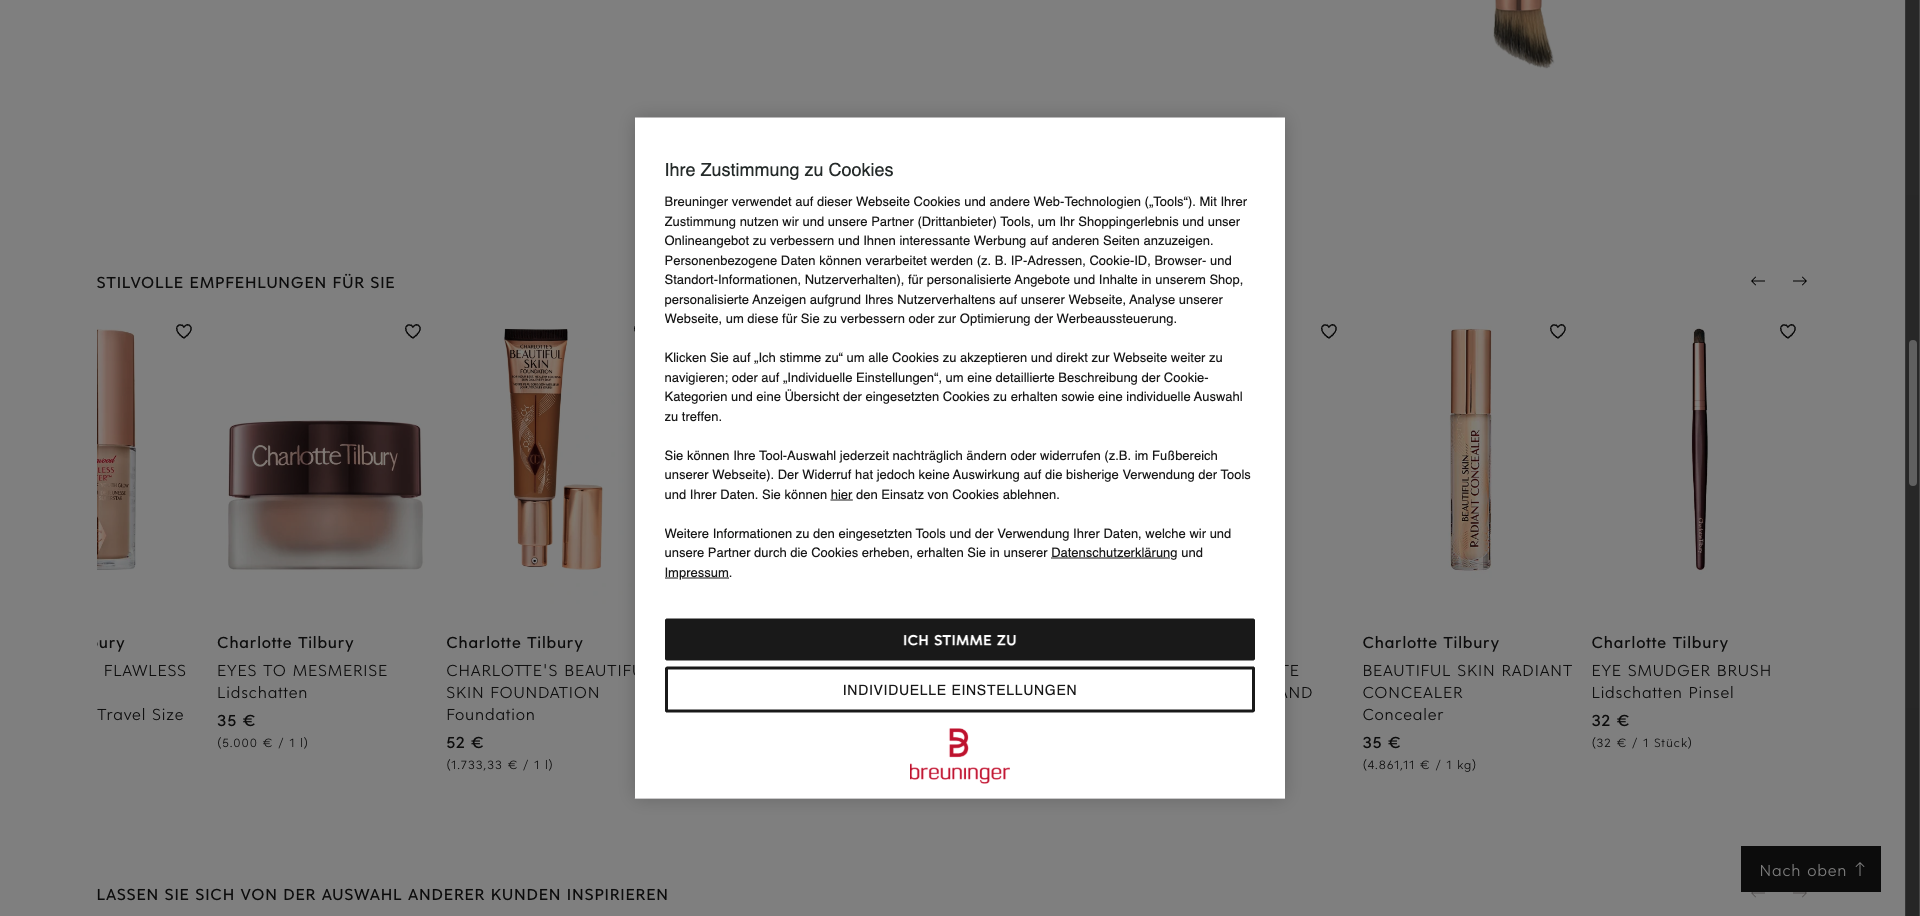 STILVOLLE EMPFEHLUNGEN FÜR SIE
Ihre Zustimmung zu Cookies
Breuninger verwendet auf dieser Webseite Cookies und andere Web-Technologien („Tools“). Mit Ihrer
Zustimmung nutzen wir und unsere Partner (Drittanbieter) Tools, um Ihr Shoppingerlebnis und unser
Onlineangebot zu verbessern und Ihnen interessante Werbung auf anderen Seiten anzuzeigen.
Personenbezogene Daten können verarbeitet werden (z. B. IP-Adressen, Cookie-ID, Browser- und
Standort-Informationen, Nutzerverhalten), für personalisierte Angebote und Inhalte in unserem Shop,
personalisierte Anzeigen aufgrund Ihres Nutzerverhaltens auf unserer Webseite, Analyse unserer
Webseite, um diese für Sie zu verbessern oder zur Optimierung der Werbeaussteuerung.
Klicken Sie auf „Ich stimme zu“ um alle Cookies zu akzeptieren und direkt zur Webseite weiter zu
navigieren; oder auf „Individuelle Einstellungen“, um eine detaillierte Beschreibung der Cookie-
Kategorien und eine Übersicht der eingesetzten Cookies zu erhalten sowie eine individuelle Auswahl
zu treffen.
Sie können Ihre Tool-Auswahl jederzeit nachträglich ändern oder widerrufen (z.B. im Fußbereich
unserer Webseite). Der Widerruf hat jedoch keine Auswirkung auf die bisherige Verwendung der Tools
und Ihrer Daten. Sie können hier den Einsatz von Cookies ablehnen.
Weitere Informationen zu den eingesetzten Tools und der Verwendung Ihrer Daten, welche wir und
unsere Partner durch die Cookies erheben, erhalten Sie in unserer Datenschutzerklärung und
Impressum.
ICH STIMME ZU
INDIVIDUELLE EINSTELLUNGEN
breuninger
CharlotteTilbury
CHARLOTTE'S
BEAUTIFUL
SKIN
FOUNDATION
BEAUTIFUL SKIN
RADIANT CONCEALER
FLAWLESS
Travel Size
Charlotte Tilbury
EYES TO MESMERISE
Lidschatten
35 €
(5.000 € / 1 l)
Charlotte Tilbury
CHARLOTTE'S BEAUTIFU
SKIN FOUNDATION
Foundation
52 €
(1.733,33 € / 1 l)
Charlotte Tilbury
BEAUTIFUL SKIN RADIANT
CONCEALER
Concealer
35 €
(4.861,11 € / 1 kg)
Charlotte Tilbury
EYE SMUDGER BRUSH
Lidschatten Pinsel
32 €
(32 € / 1 Stück)
Nach oben ↑
LASSEN SIE SICH VON DER AUSWAHL ANDERER KUNDEN INSPIRIEREN